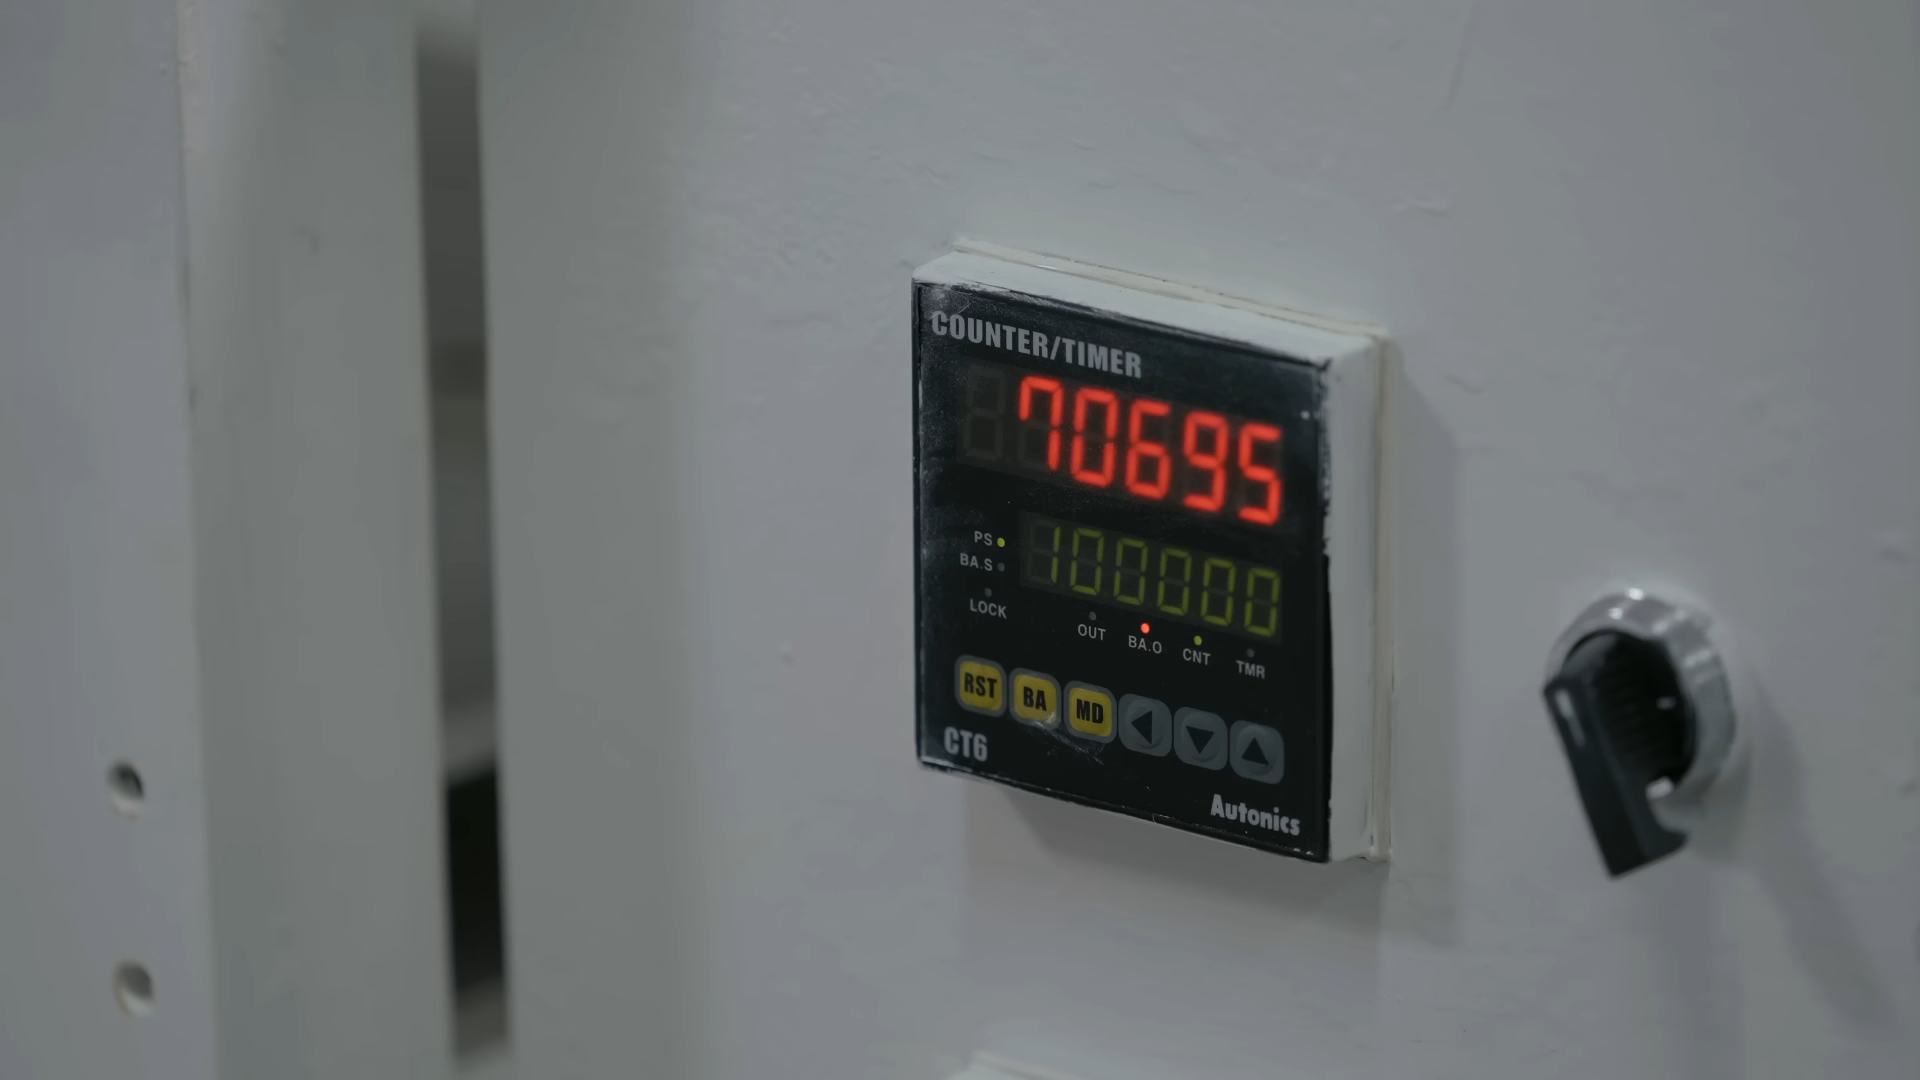 COUNTER/TIMER
70695
PS
100000
BA.S
LOCK
OUT BA.O CNT TMR
RST BA MD
CT6
Autonics